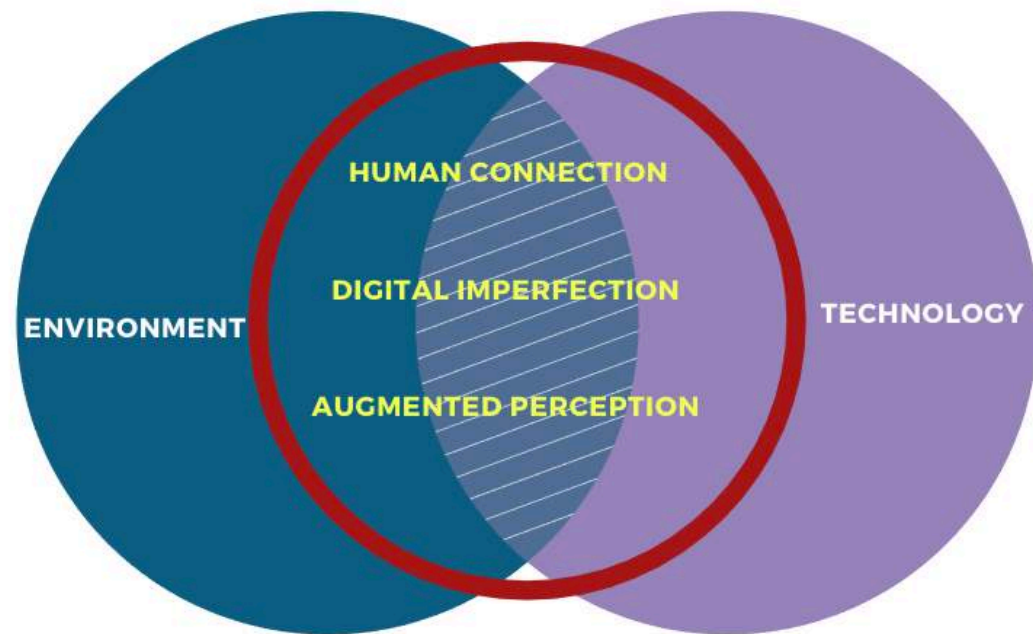 HUMAN CONNECTION
DIGITAL IMPERFECTION
ENVIRONMENT
TECHNOLOGY
AUGMENTED PERCEPTION